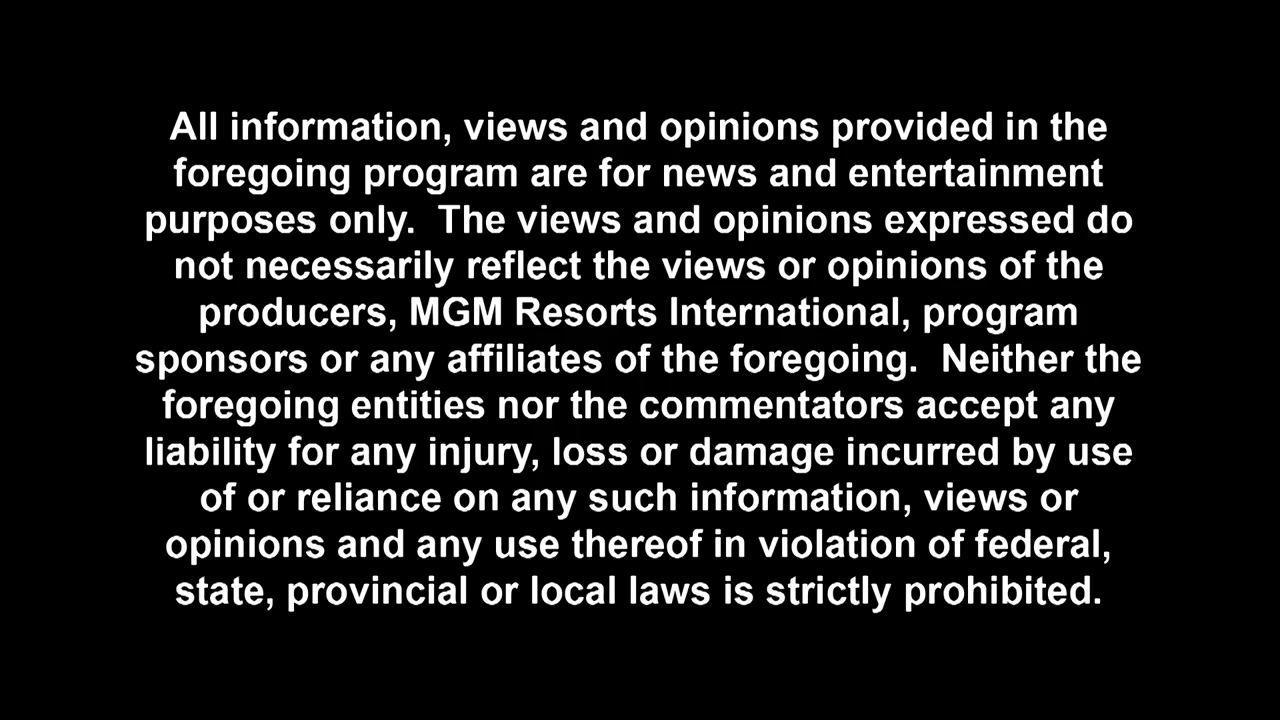 All information, views and opinions provided in the
foregoing program are for news and entertainment
purposes only.  The views and opinions expressed do
not necessarily reflect the views or opinions of the
producers, MGM Resorts International, program
sponsors or any affiliates of the foregoing.  Neither the
foregoing entities nor the commentators accept any
liability for any injury, loss or damage incurred by use
of or reliance on any such information, views or
opinions and any use thereof in violation of federal,
state, provincial or local laws is strictly prohibited.